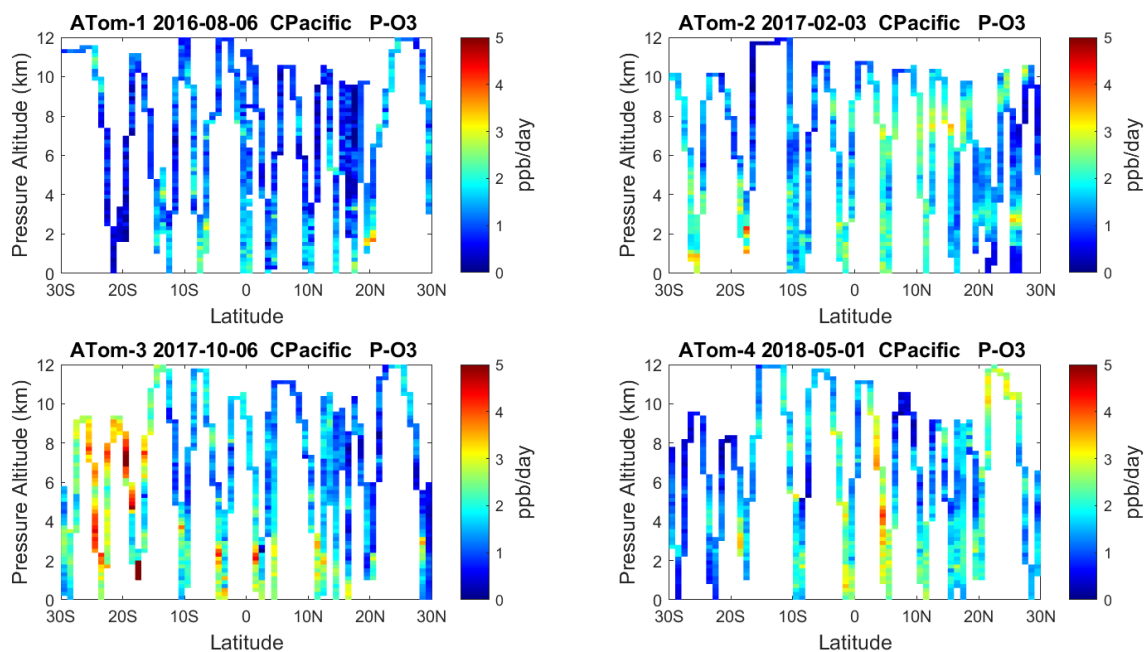 ATom-1 2016-08-06 CPacific P-O3
12
10
8
6
4
2
0
Pressure Altitude (km)
30S 20S 10S 0 10N 20N 30N
Latitude
5
4
3
2
1
0
ppb/day
ATom-2 2017-02-03 CPacific P-O3
12
10
8
6
4
2
0
Pressure Altitude (km)
30S 20S 10S 0 10N 20N 30N
Latitude
5
4
3
2
1
0
ppb/day
ATom-3 2017-10-06 CPacific P-O3
12
10
8
6
4
2
0
Pressure Altitude (km)
30S 20S 10S 0 10N 20N 30N
Latitude
5
4
3
2
1
0
ppb/day
ATom-4 2018-05-01 CPacific P-O3
12
10
8
6
4
2
0
Pressure Altitude (km)
30S 20S 10S 0 10N 20N 30N
Latitude
5
4
3
2
1
0
ppb/day